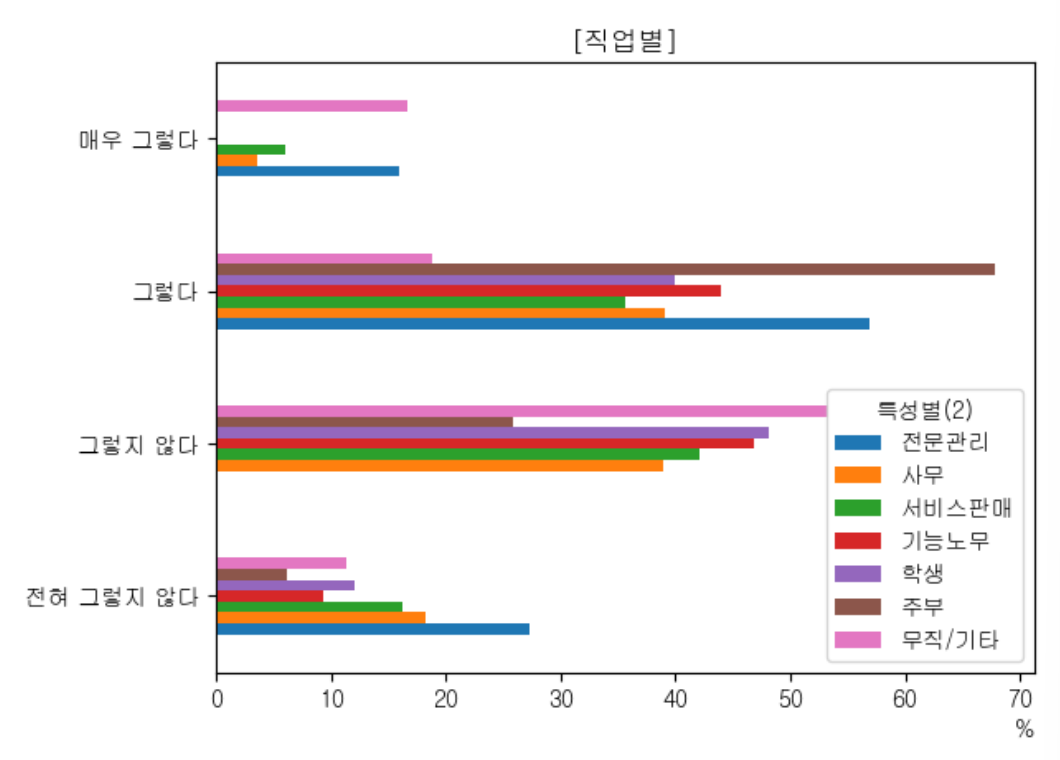 [직업별]
매우 그렇다
그렇다
그렇지 않다
전혀 그렇지 않다
특성별(2)
전문관리
사무
서비스판매
기능노무
학생
주부
무직/기타
0 10 20 30 40 50 60 70
%